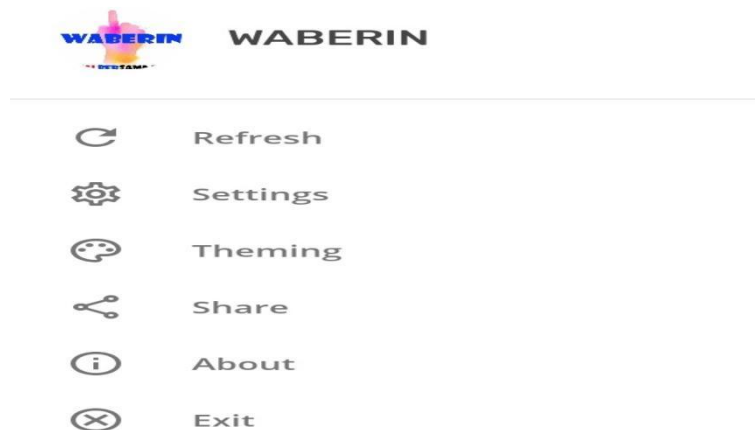 WABERIN
WABERIN
Refresh
Settings
Theming
Share
About
Exit